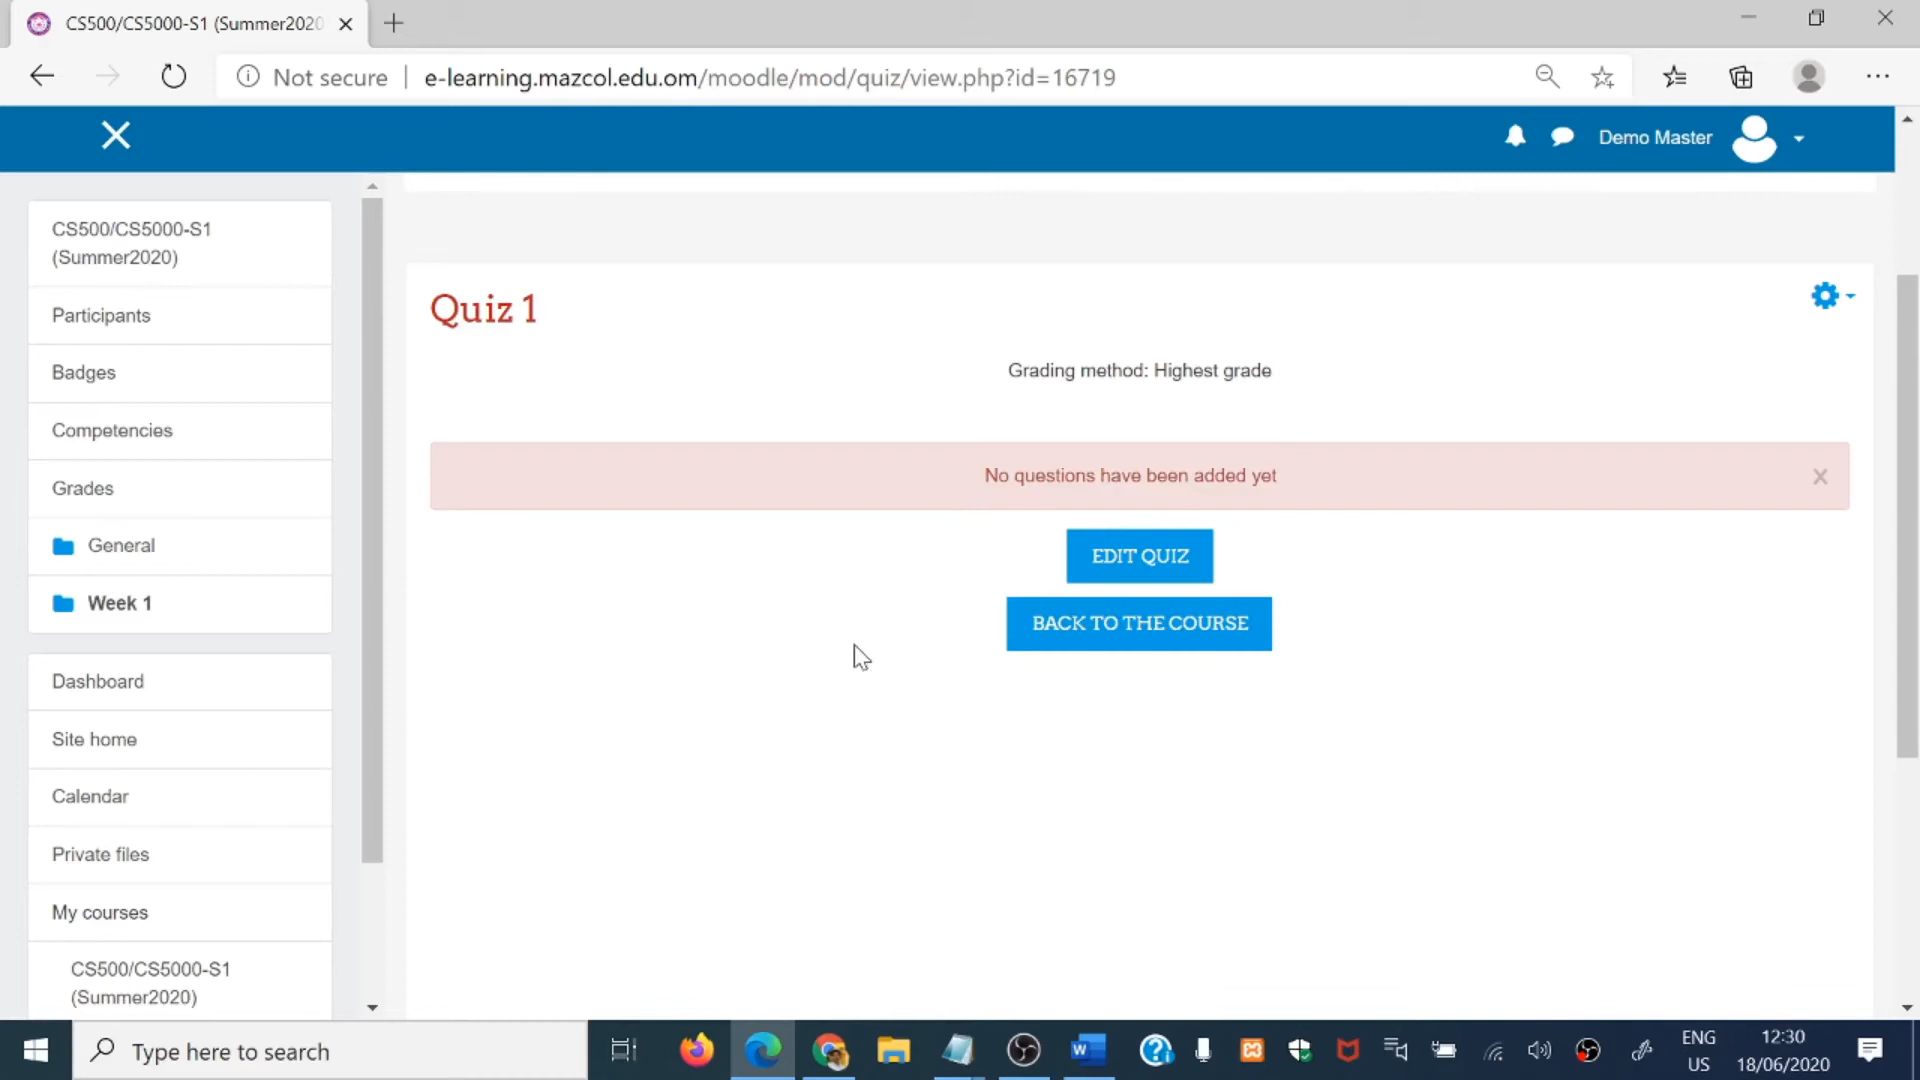 CS500/CS5000-S1 (Summer2020
Not secure
e-learning.mazcol.edu.om/moodle/mod/quiz/view.php?id=16719
Demo Master
CS500/CS5000-S1
(Summer2020)
Participants
Badges
Competencies
Grades
General
Week 1
Dashboard
Site home
Calendar
Private files
My courses
CS500/CS5000-S1
(Summer2020)
Quiz 1
Grading method: Highest grade
No questions have been added yet
EDIT QUIZ
BACK TO THE COURSE
Type here to search
ENG
US
12:30
18/06/2020